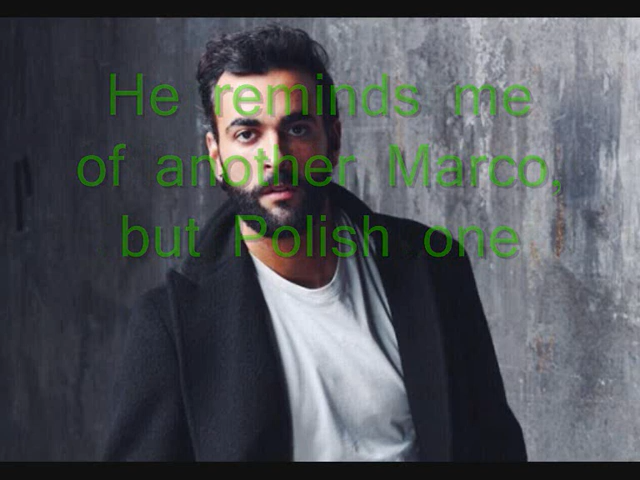 He reminds me
of another Marco,
but Polish one